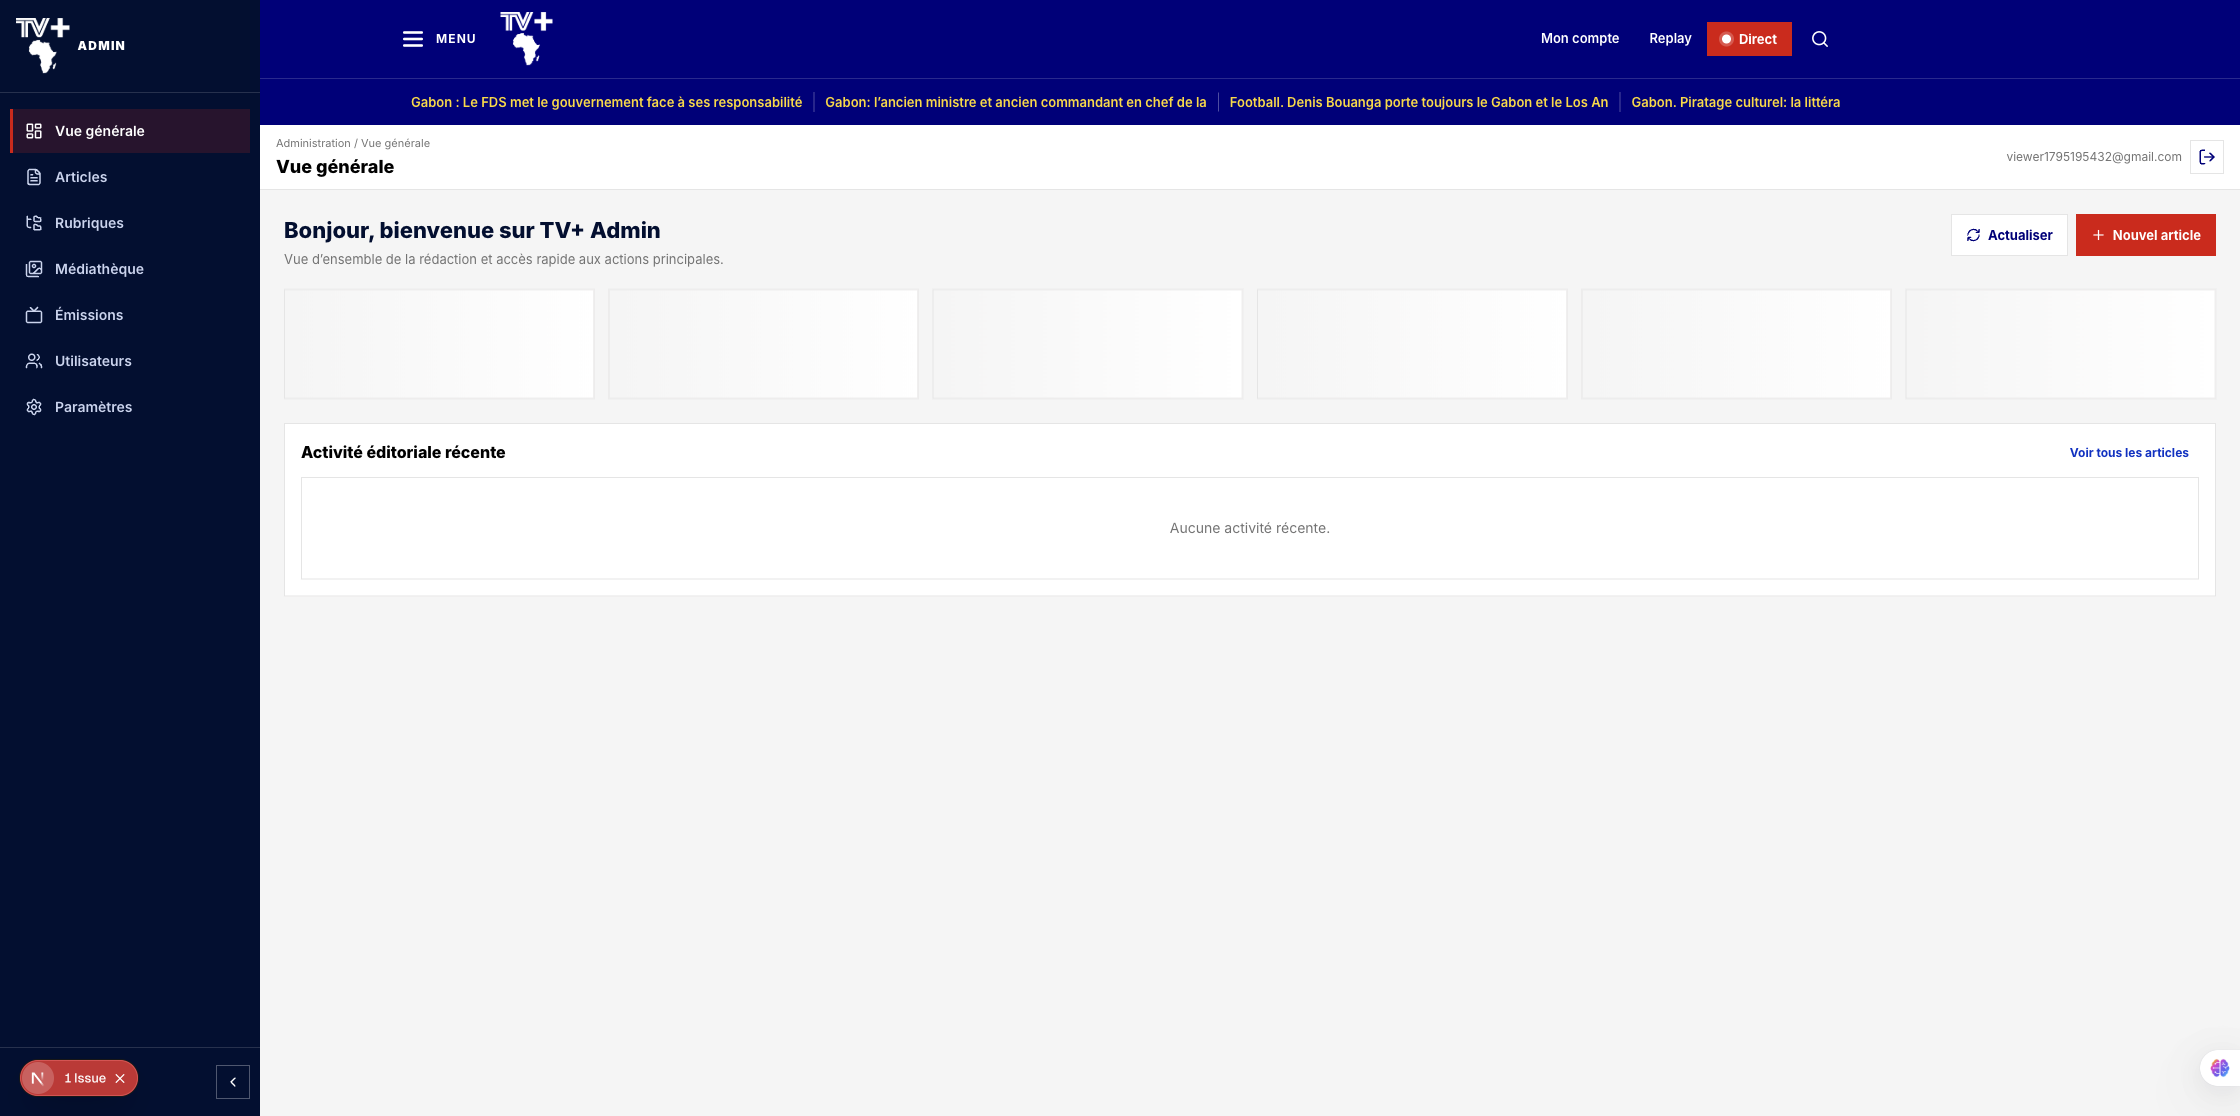 TV+
ADMIN
Vue générale
Articles
Rubriques
Médiathèque
Émissions
Utilisateurs
Paramètres
N
1 Issue
MENU
TV+
Mon compte
Replay
Direct
Gabon : Le FDS met le gouvernement face à ses responsabilité
Gabon: l’ancien ministre et ancien commandant en chef de la
Football. Denis Bouanga porte toujours le Gabon et le Los An
Gabon. Piratage culturel: la littéra
Administration / Vue générale
Vue générale
viewer1795195432@gmail.com
Bonjour, bienvenue sur TV+ Admin
Vue d’ensemble de la rédaction et accès rapide aux actions principales.
Actualiser
Nouvel article
Activité éditoriale récente
Voir tous les articles
Aucune activité récente.